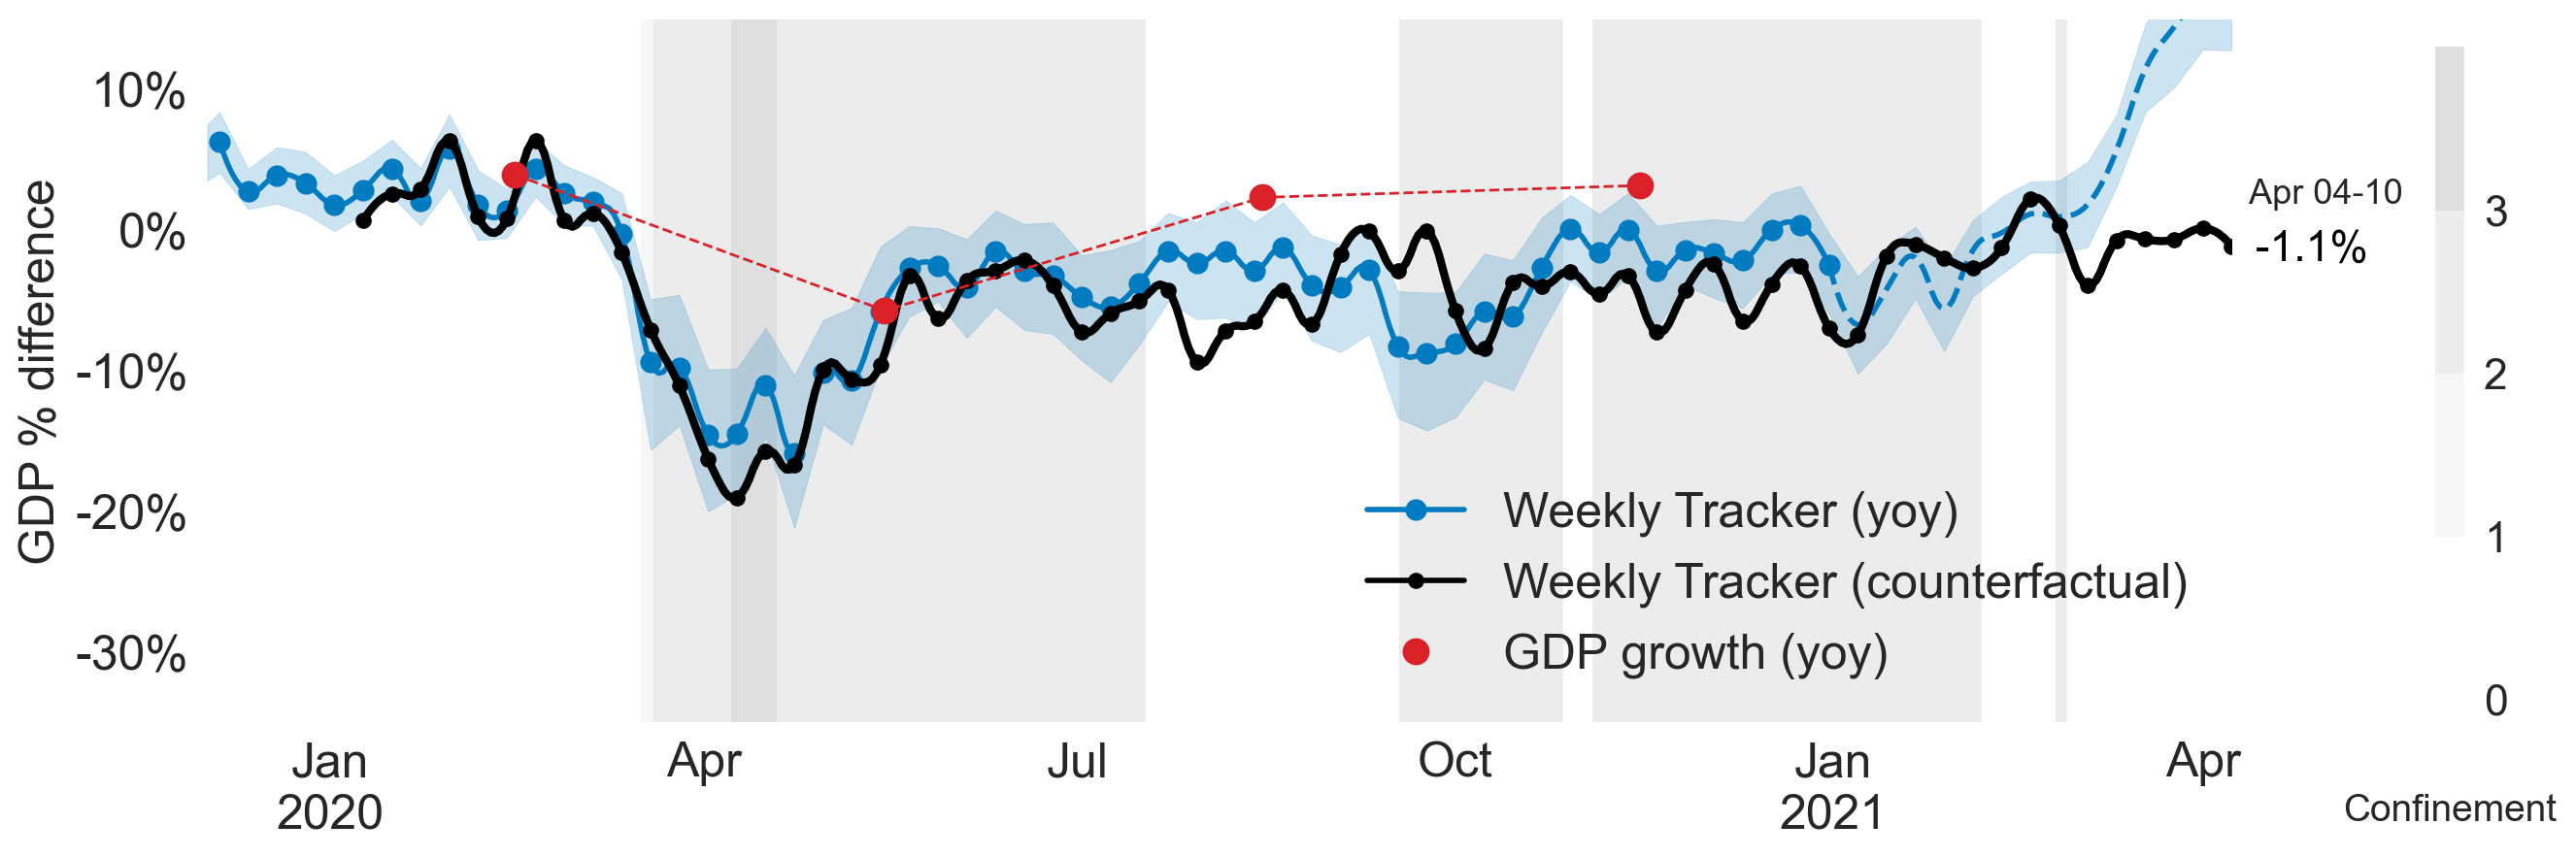 GDP % difference
10%
0%
-10%
-20%
-30%
Jan
2020
Apr
Jul
Oct
Jan
2021
Apr
Weekly Tracker (yoy)
Weekly Tracker (counterfactual)
GDP growth (yoy)
Apr 04-10
-1.1%
3
2
1
0
Confinement